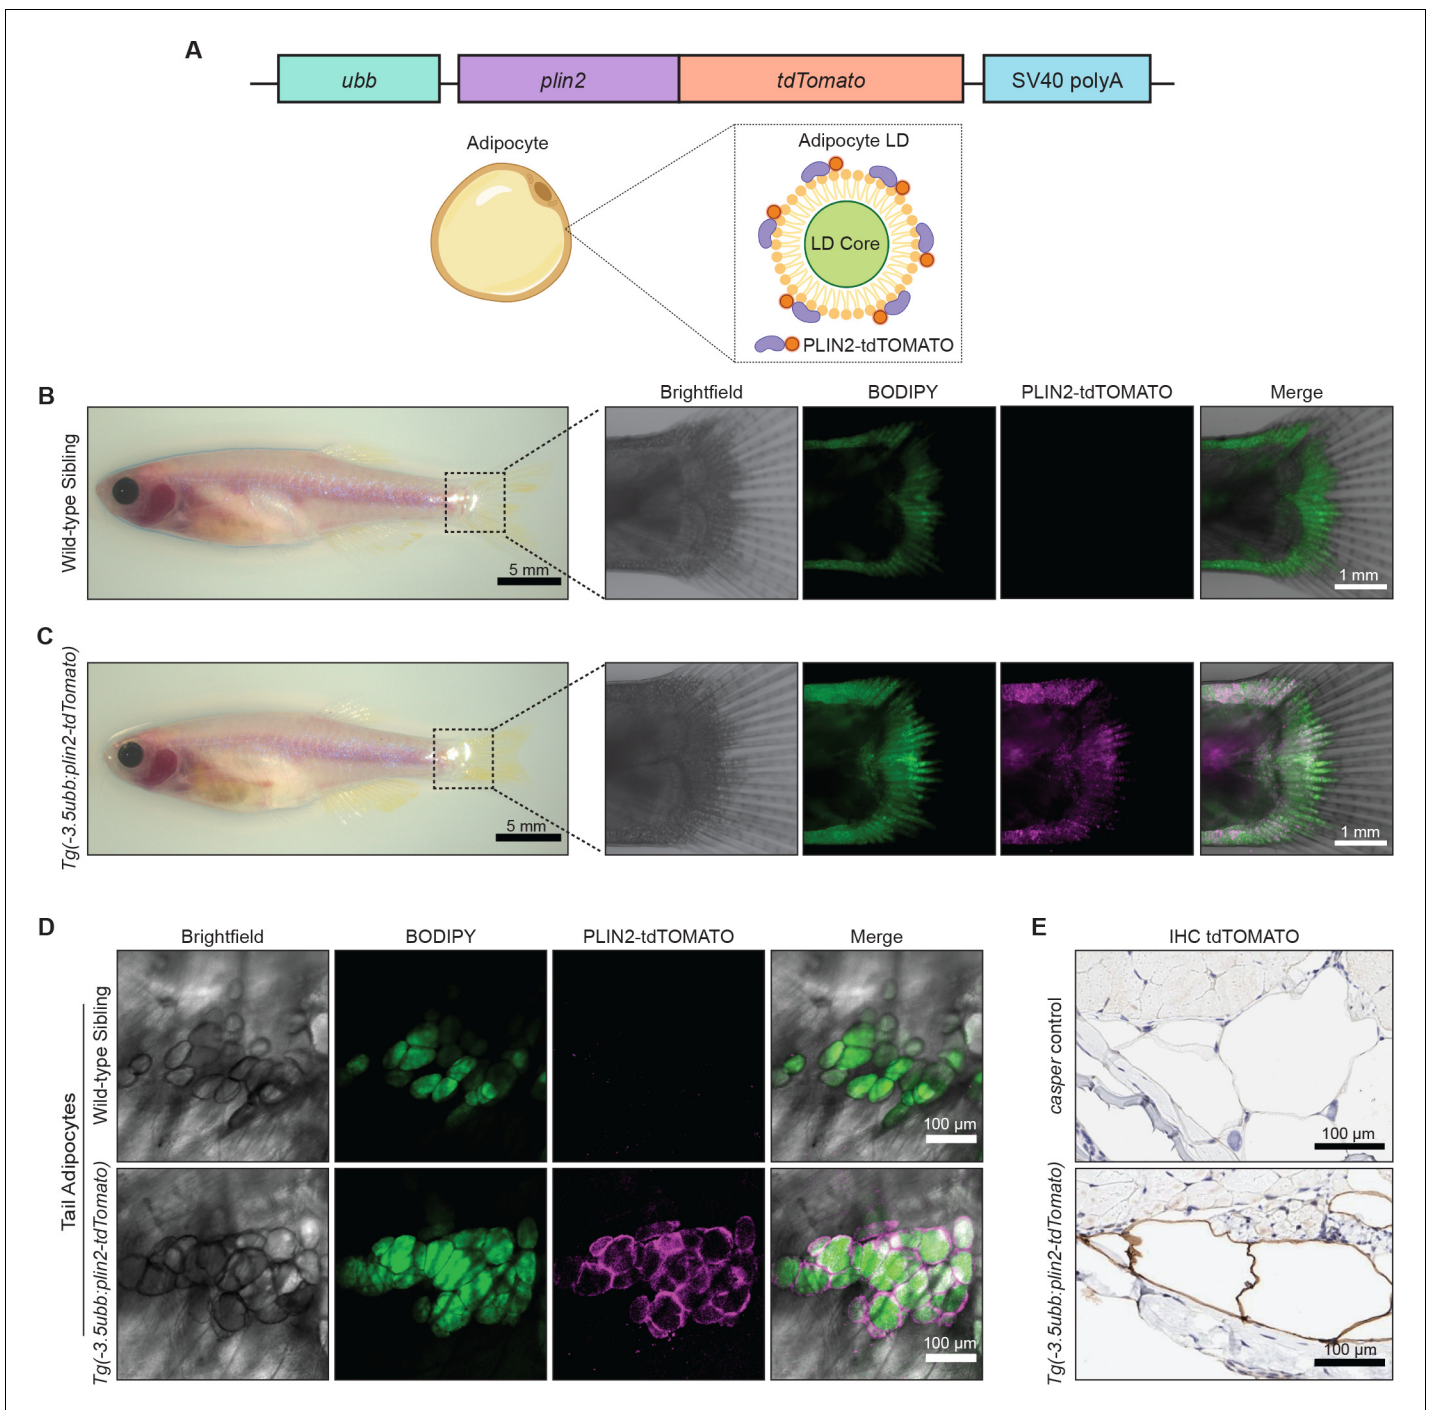 A
ubb
plin2
tdTomato
SV40 polyA
Adipocyte
Adipocyte LD
LD Core
PLIN2-tdTOMATO
B
Brightfield
BODIPY
PLIN2-tdTOMATO
Merge
Wild-type Sibling
5 mm
1 mm
C
Tg(-3.5ubb:plin2-tdTomato)
5 mm
1 mm
D
Brightfield
BODIPY
PLIN2-tdTOMATO
Merge
Tail Adipocytes
Wild-type Sibling
100 µm
Tg(-3.5ubb:plin2-tdTomato)
100 µm
E
IHC tdTOMATO
casper control
100 µm
Tg(-3.5ubb:plin2-tdTomato)
100 µm